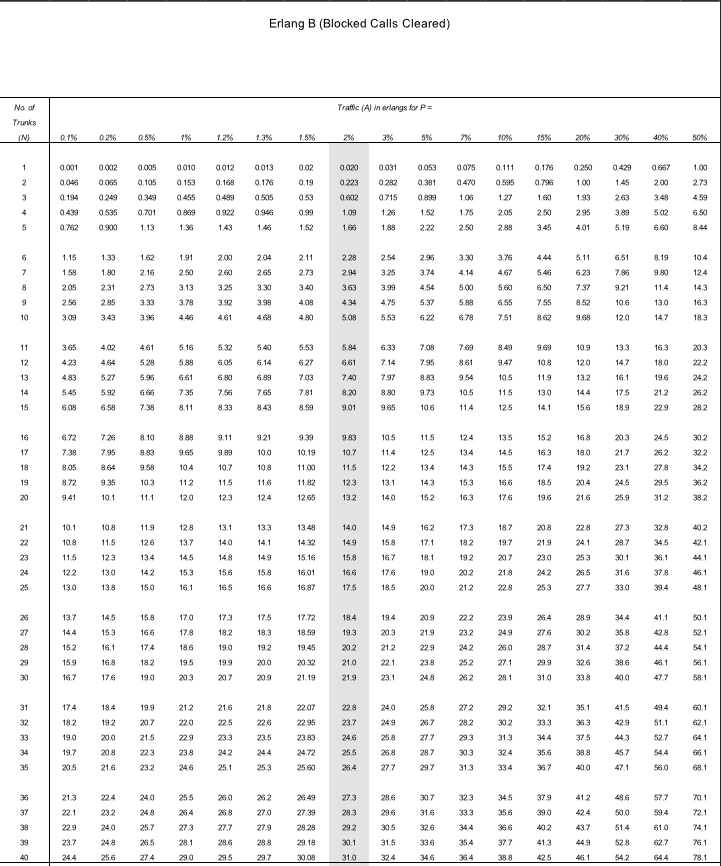 Erlang B (Blocked Calls Cleared)
No. of Traffic (A) in erlangs for P =
Trunks
(N) 0.1% 0.2% 0.5% 1% 1.2% 1.3% 1.5% 2% 3% 5% 7% 10% 15% 20% 30% 40% 50%
1 0.001 0.002 0.005 0.010 0.012 0.013 0.02 0.020 0.031 0.053 0.075 0.111 0.176 0.250 0.429 0.667 1.00
2 0.046 0.065 0.105 0.153 0.168 0.176 0.19 0.223 0.282 0.381 0.470 0.595 0.796 1.00 1.45 2.00 2.73
3 0.194 0.249 0.349 0.455 0.489 0.505 0.53 0.602 0.715 0.899 1.06 1.27 1.60 1.93 2.63 3.48 4.59
4 0.439 0.535 0.701 0.869 0.922 0.946 0.99 1.09 1.26 1.52 1.75 2.05 2.50 2.95 3.89 5.02 6.50
5 0.762 0.900 1.13 1.36 1.43 1.46 1.52 1.66 1.88 2.22 2.50 2.88 3.45 4.01 5.19 6.60 8.44
6 1.15 1.33 1.62 1.91 2.00 2.04 2.11 2.28 2.54 2.96 3.30 3.76 4.44 5.11 6.51 8.19 10.4
7 1.58 1.80 2.16 2.50 2.60 2.65 2.73 2.94 3.25 3.74 4.14 4.67 5.46 6.23 7.86 9.80 12.4
8 2.05 2.31 2.73 3.13 3.25 3.30 3.40 3.63 3.99 4.54 5.00 5.60 6.50 7.37 9.21 11.4 14.3
9 2.56 2.85 3.33 3.78 3.92 3.98 4.08 4.34 4.75 5.37 5.88 6.55 7.55 8.52 10.6 13.0 16.3
10 3.09 3.43 3.96 4.46 4.61 4.68 4.80 5.08 5.53 6.22 6.78 7.51 8.62 9.68 12.0 14.7 18.3
11 3.65 4.02 4.61 5.16 5.32 5.40 5.53 5.84 6.33 7.08 7.69 8.49 9.69 10.9 13.3 16.3 20.3
12 4.23 4.64 5.28 5.88 6.05 6.14 6.27 6.61 7.14 7.95 8.61 9.47 10.8 12.0 14.7 18.0 22.2
13 4.83 5.27 5.96 6.61 6.80 6.89 7.03 7.40 7.97 8.83 9.54 10.5 11.9 13.2 16.1 19.6 24.2
14 5.45 5.92 6.66 7.35 7.56 7.65 7.81 8.20 8.80 9.73 10.5 11.5 13.0 14.4 17.5 21.2 26.2
15 6.08 6.58 7.38 8.11 8.33 8.43 8.59 9.01 9.65 10.6 11.4 12.5 14.1 15.6 18.9 22.9 28.2
16 6.72 7.26 8.10 8.88 9.11 9.21 9.39 9.83 10.5 11.5 12.4 13.5 15.2 16.8 20.3 24.5 30.2
17 7.38 7.95 8.83 9.65 9.89 10.0 10.19 10.7 11.4 12.5 13.4 14.5 16.3 18.0 21.7 26.2 32.2
18 8.05 8.64 9.58 10.4 10.7 10.8 11.00 11.5 12.2 13.4 14.3 15.5 17.4 19.2 23.1 27.8 34.2
19 8.72 9.35 10.3 11.2 11.5 11.6 11.82 12.3 13.1 14.3 15.3 16.6 18.5 20.4 24.5 29.5 36.2
20 9.41 10.1 11.1 12.0 12.3 12.4 12.65 13.2 14.0 15.2 16.3 17.6 19.6 21.6 25.9 31.2 38.2
21 10.1 10.8 11.9 12.8 13.1 13.3 13.48 14.0 14.9 16.2 17.3 18.7 20.8 22.8 27.3 32.8 40.2
22 10.8 11.5 12.6 13.7 14.0 14.1 14.32 14.9 15.8 17.1 18.2 19.7 21.9 24.1 28.7 34.5 42.1
23 11.5 12.3 13.4 14.5 14.8 14.9 15.16 15.8 16.7 18.1 19.2 20.7 23.0 25.3 30.1 36.1 44.1
24 12.2 13.0 14.2 15.3 15.6 15.8 16.01 16.6 17.6 19.0 20.2 21.8 24.2 26.5 31.6 37.8 46.1
25 13.0 13.8 15.0 16.1 16.5 16.6 16.87 17.5 18.5 20.0 21.2 22.8 25.3 27.7 33.0 39.4 48.1
26 13.7 14.5 15.8 17.0 17.3 17.5 17.72 18.4 19.4 20.9 22.2 23.9 26.4 28.9 34.4 41.1 50.1
27 14.4 15.3 16.6 17.8 18.2 18.3 18.59 19.3 20.3 21.9 23.2 24.9 27.6 30.2 35.8 42.8 52.1
28 15.2 16.1 17.4 18.6 19.0 19.2 19.45 20.2 21.2 22.9 24.2 26.0 28.7 31.4 37.2 44.4 54.1
29 15.9 16.8 18.2 19.5 19.9 20.0 20.32 21.0 22.1 23.8 25.2 27.1 29.9 32.6 38.6 46.1 56.1
30 16.7 17.6 19.0 20.3 20.7 20.9 21.19 21.9 23.1 24.8 26.2 28.1 31.0 33.8 40.0 47.7 58.1
31 17.4 18.4 19.9 21.2 21.6 21.8 22.07 22.8 24.0 25.8 27.2 29.2 32.1 35.1 41.5 49.4 60.1
32 18.2 19.2 20.7 22.0 22.5 22.6 22.95 23.7 24.9 26.7 28.2 30.2 33.3 36.3 42.9 51.1 62.1
33 19.0 20.0 21.5 22.9 23.3 23.5 23.83 24.6 25.8 27.7 29.3 31.3 34.4 37.5 44.3 52.7 64.1
34 19.7 20.8 22.3 23.8 24.2 24.4 24.72 25.5 26.8 28.7 30.3 32.4 35.6 38.8 45.7 54.4 66.1
35 20.5 21.6 23.2 24.6 25.1 25.3 25.60 26.4 27.7 29.7 31.3 33.4 36.7 40.0 47.1 56.0 68.1
36 21.3 22.4 24.0 25.5 26.0 26.2 26.49 27.3 28.6 30.7 32.3 34.5 37.9 41.2 48.6 57.7 70.1
37 22.1 23.2 24.8 26.4 26.8 27.0 27.39 28.3 29.6 31.6 33.3 35.6 39.0 42.4 50.0 59.4 72.1
38 22.9 24.0 25.7 27.3 27.7 27.9 28.28 29.2 30.5 32.6 34.4 36.6 40.2 43.7 51.4 61.0 74.1
39 23.7 24.8 26.5 28.1 28.6 28.8 29.18 30.1 31.5 33.6 35.4 37.7 41.3 44.9 52.8 62.7 76.1
40 24.4 25.6 27.4 29.0 29.5 29.7 30.08 31.0 32.4 34.6 36.4 38.8 42.5 46.1 54.2 64.4 78.1